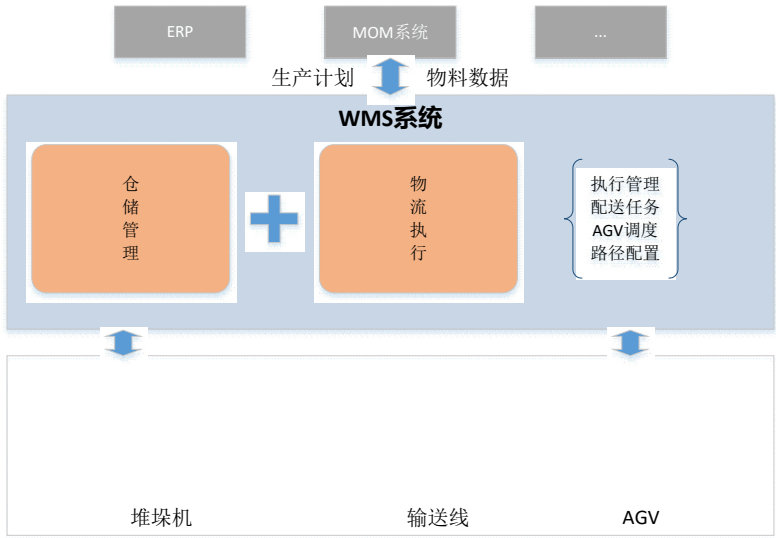 ERP
MOM系统
...
生产计划
物料数据
WMS系统
仓
储
管
理
物
流
执
行
执行管理
配送任务
AGV调度
路径配置
堆垛机
输送线
AGV